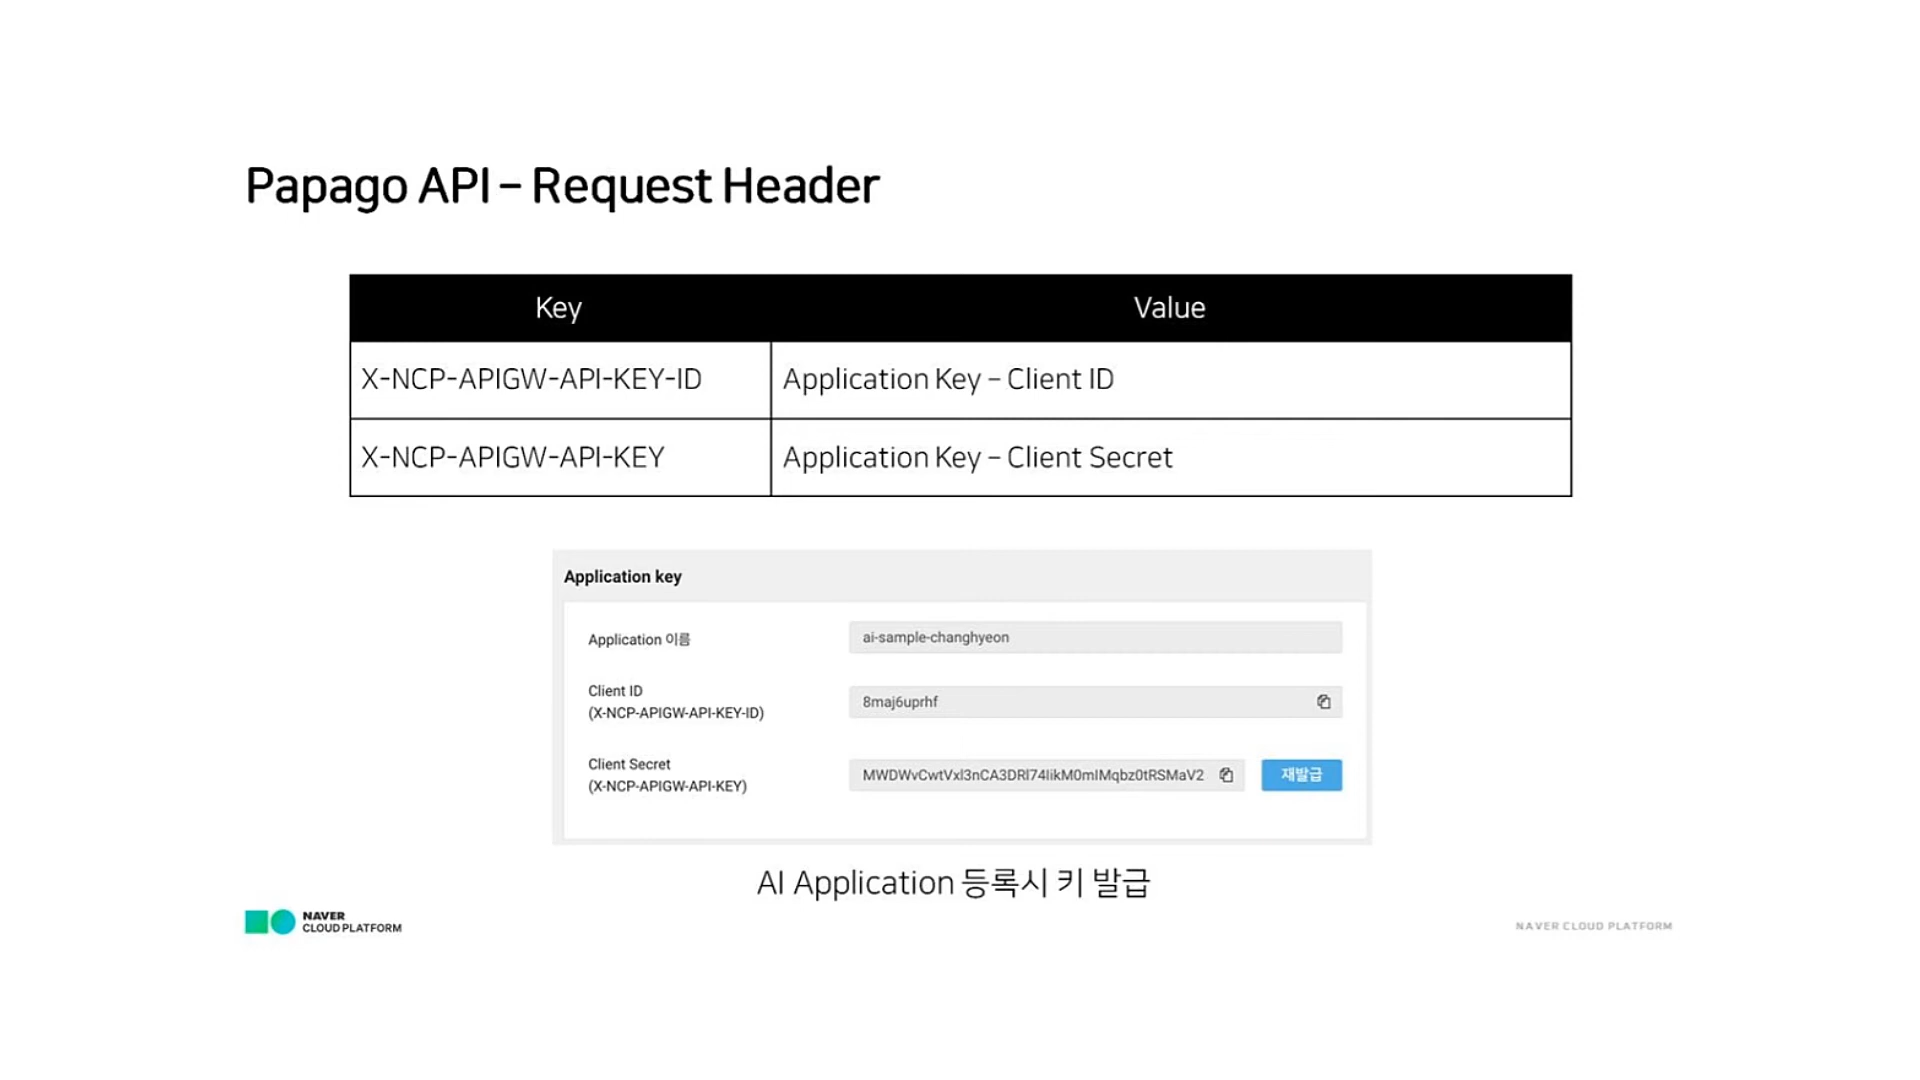 Papago API – Request Header
Key Value
X-NCP-APIGW-API-KEY-ID Application Key – Client ID
X-NCP-APIGW-API-KEY Application Key – Client Secret
Application key
Application 이름 ai-sample-changhyeon
Client ID
(X-NCP-APIGW-API-KEY-ID)
8maj6uprhf
Client Secret
(X-NCP-APIGW-API-KEY)
재발급
AI Application 등록시 키 발급
NAVER
CLOUD PLATFORM
NAVER CLOUD PLATFORM